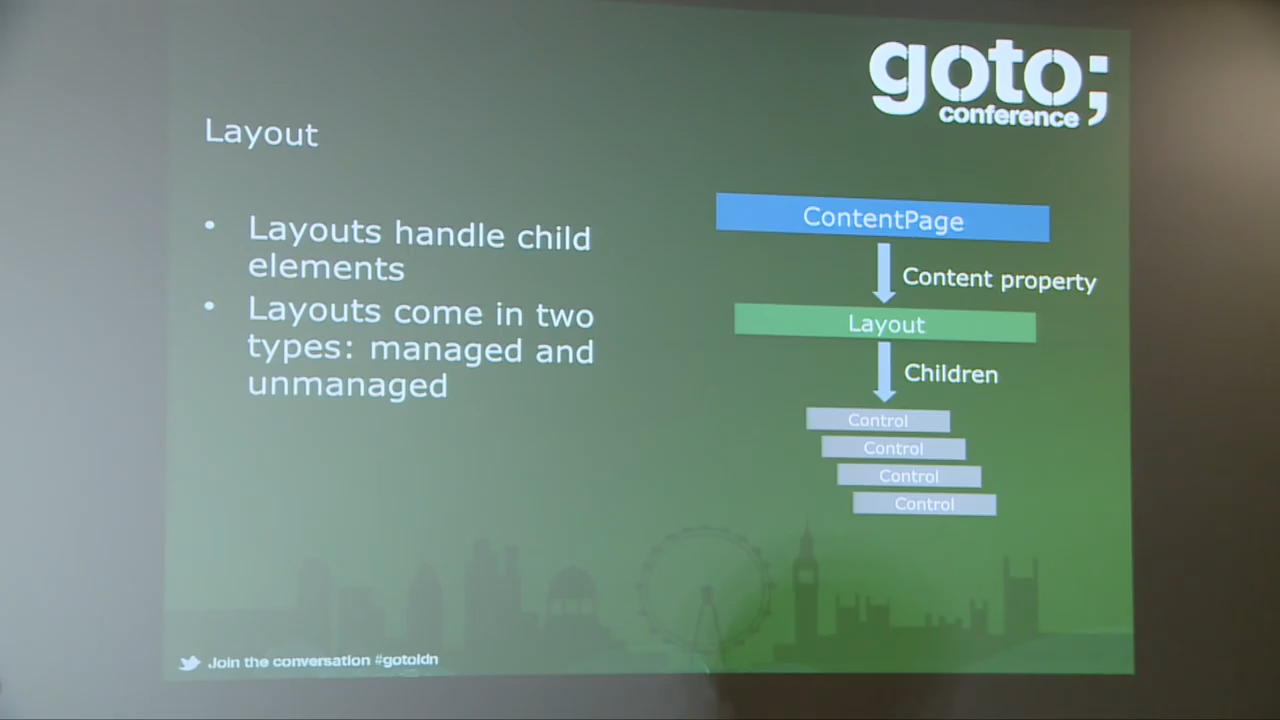 goto;
conference
Layout
• Layouts handle child
elements
• Layouts come in two
types: managed and
unmanaged
ContentPage
Content property
Layout
Children
Control
Control
Control
Control
Join the conversation #gotoldn